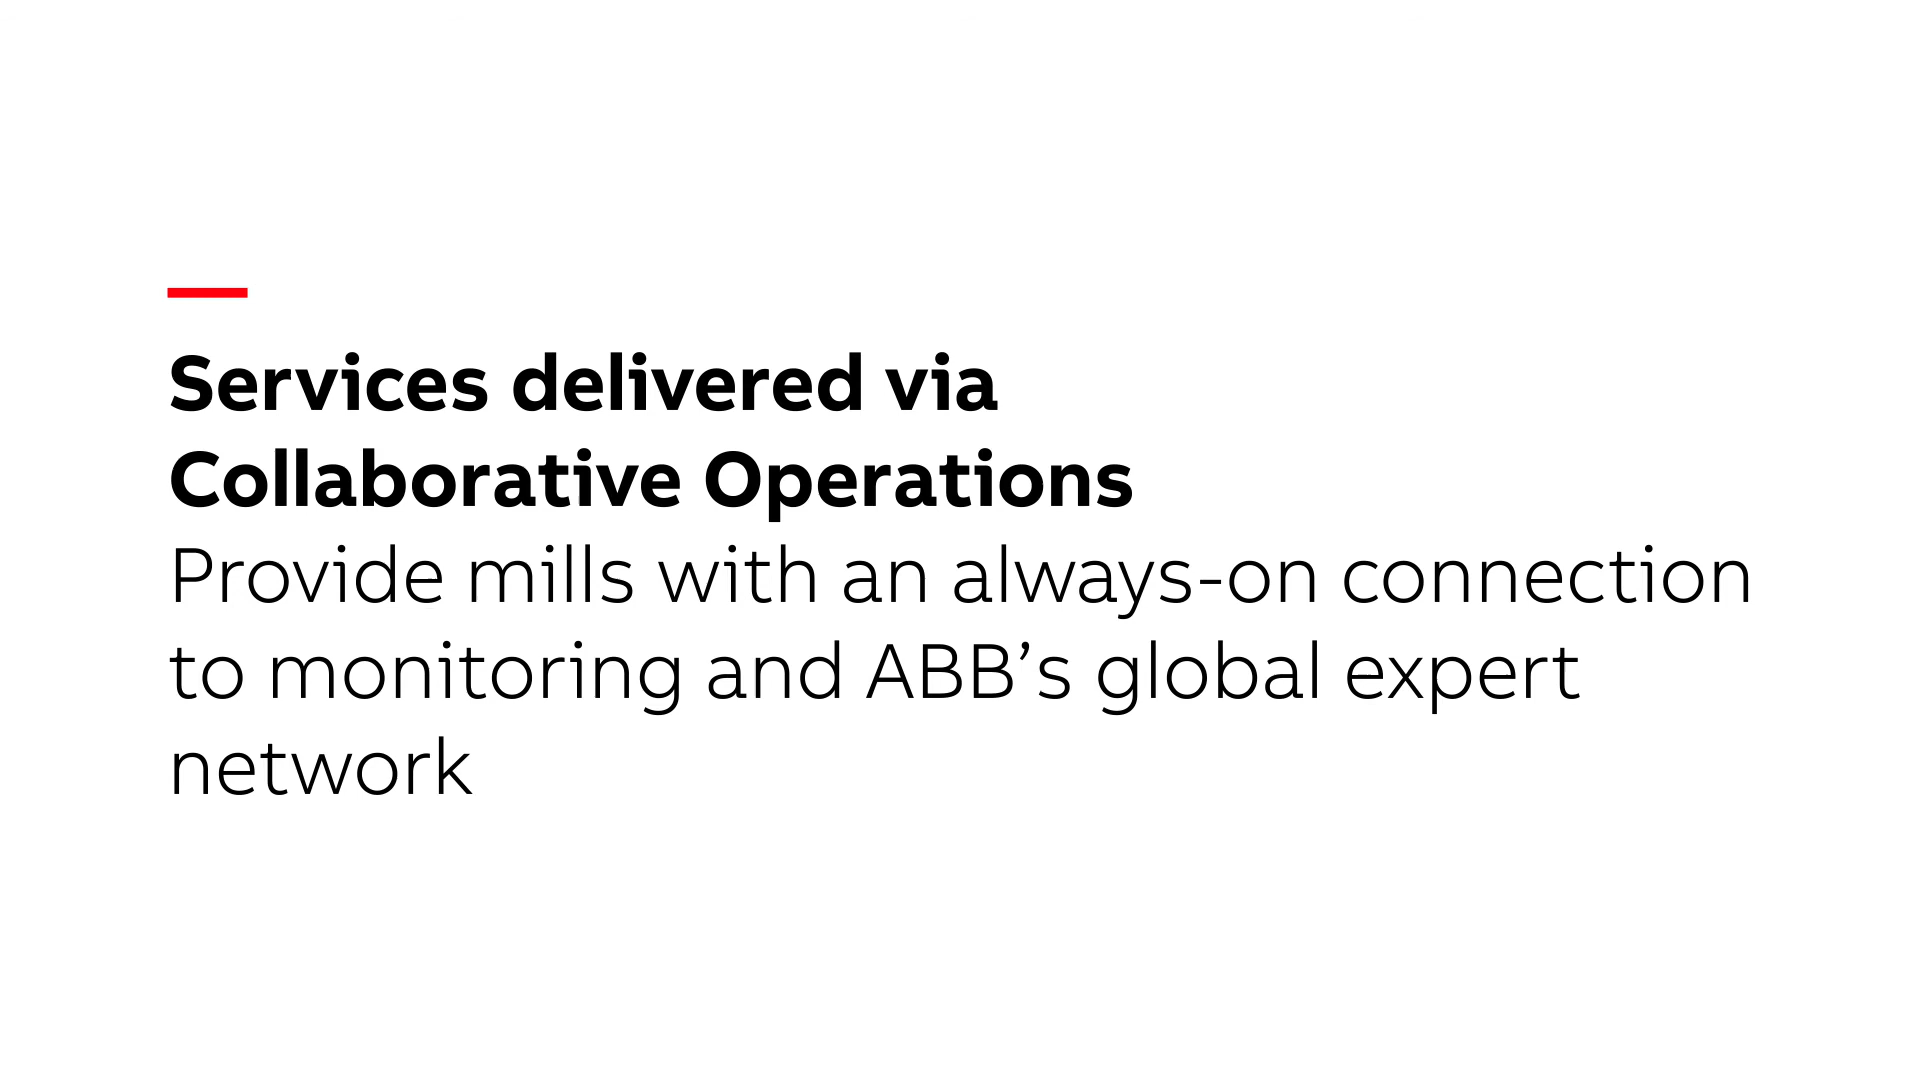 Services delivered via
Collaborative Operations
Provide mills with an always-on connection
to monitoring and ABB’s global expert
network